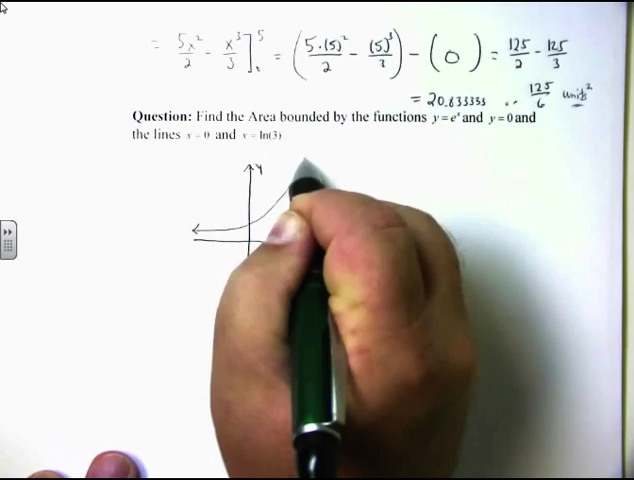 = 5x²/2 - x³/3 ]₀⁵ = (5·(5)²/2 - (5)³/3) - (0) = 125/2 - 125/3
= 20.833333 or 125/6 units²
Question: Find the Area bounded by the functions y = eˣ and y = 0 and
the lines x = 0 and x = ln(3)
y